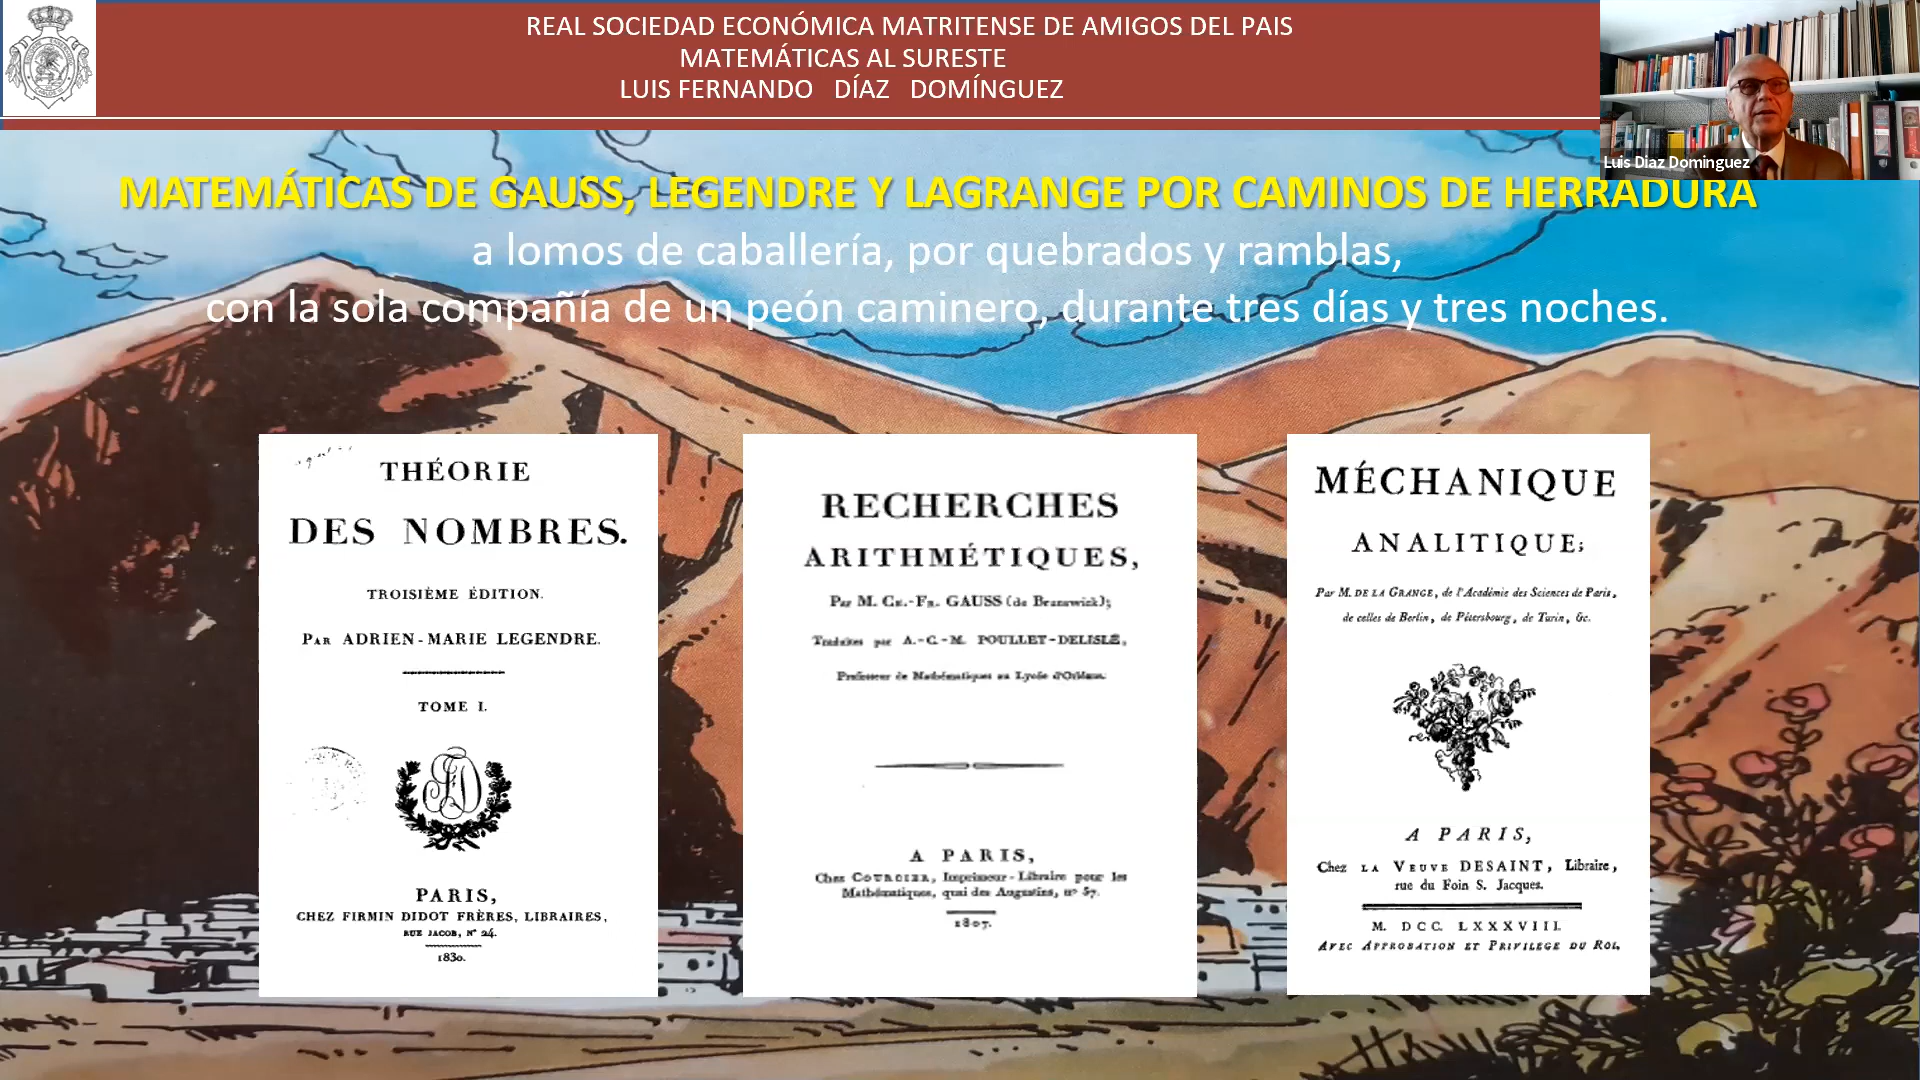 REAL SOCIEDAD ECONÓMICA MATRITENSE DE AMIGOS DEL PAIS
MATEMÁTICAS AL SURESTE
LUIS FERNANDO DÍAZ DOMÍNGUEZ
Luis Diaz Dominguez
MATEMÁTICAS DE GAUSS, LEGENDRE Y LAGRANGE POR CAMINOS DE HERRADURA
a lomos de caballería, por quebrados y ramblas,
con la sola compañía de un peón caminero, durante tres días y tres noches.
THÉORIE
DES NOMBRES.
TROISIÈME ÉDITION.
PAR ADRIEN-MARIE LEGENDRE.
TOME I.
PARIS,
CHEZ FIRMIN DIDOT FRÈRES, LIBRAIRES,
RUE JACOB, N° 24.
1830.
RECHERCHES
ARITHMÉTIQUES,
Par M. CH.-FR. GAUSS (de Brunswick);
Traduites par A.-C.-M. POULLET-DELISLE,
Professeur de Mathématiques au Lycée d'Orléans.
A PARIS,
Chez COURCIER, Imprimeur-Libraire pour les
Mathématiques, quai des Augustins, n° 57.
1807.
MÉCHANIQUE
ANALITIQUE;
Par M. DE LA GRANGE, de l'Académie des Sciences de Paris,
de celles de Berlin, de Pétersbourg, de Turin, &c.
A PARIS,
Chez LA VEUVE DESAINT, Libraire,
rue du Foin S. Jacques.
M. DCC. LXXXVIII.
AVEC APPROBATION ET PRIVILEGE DU ROI.